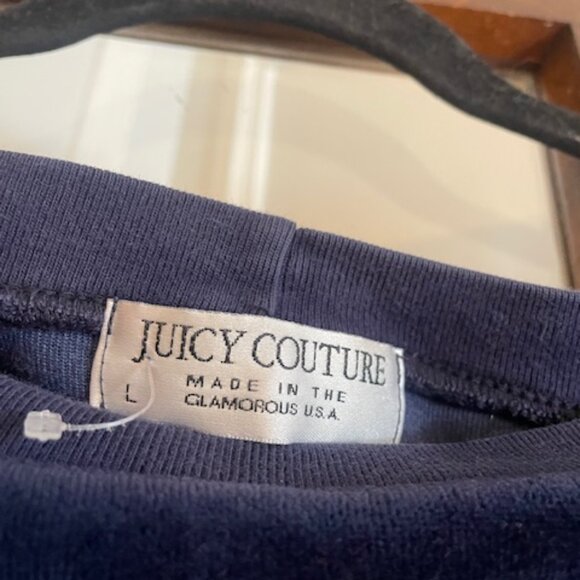 JUICY COUTURE
L
MADE IN THE
GLAMOROUS U.S.A.